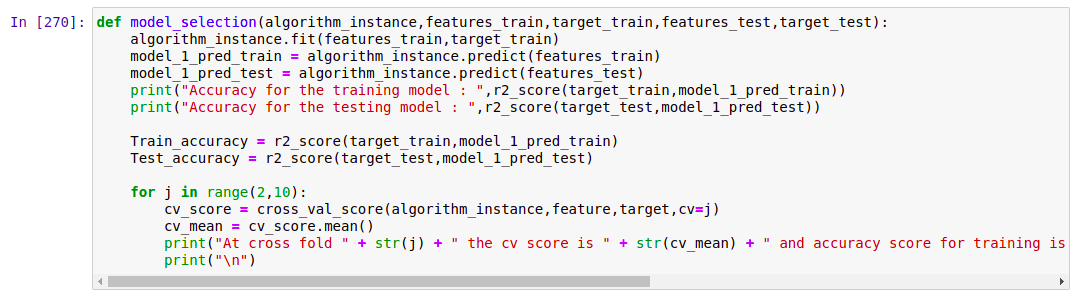 In [270]: def model_selection(algorithm_instance,features_train,target_train,features_test,target_test):
    algorithm_instance.fit(features_train,target_train)
    model_1_pred_train = algorithm_instance.predict(features_train)
    model_1_pred_test = algorithm_instance.predict(features_test)
    print("Accuracy for the training model : ",r2_score(target_train,model_1_pred_train))
    print("Accuracy for the testing model : ",r2_score(target_test,model_1_pred_test))

    Train_accuracy = r2_score(target_train,model_1_pred_train)
    Test_accuracy = r2_score(target_test,model_1_pred_test)

    for j in range(2,10):
        cv_score = cross_val_score(algorithm_instance,feature,target,cv=j)
        cv_mean = cv_score.mean()
        print("At cross fold " + str(j) + " the cv score is " + str(cv_mean) + " and accuracy score for training is
        print("\n")